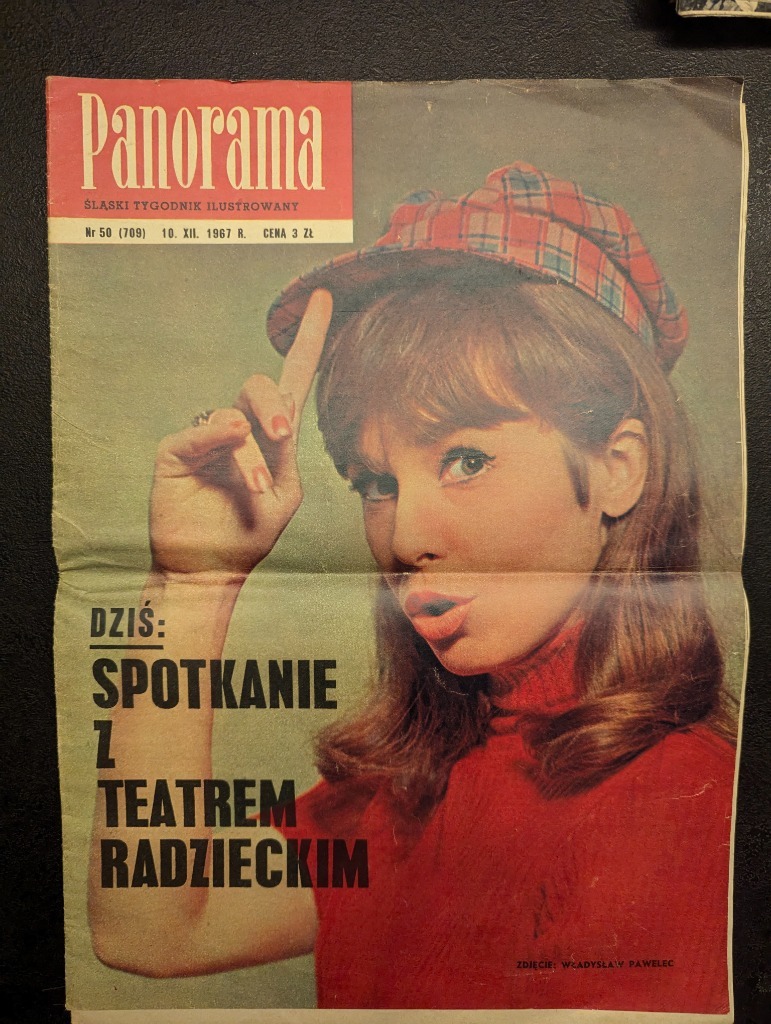 Panorama
ŚLĄSKI TYGODNIK ILUSTROWANY
Nr 50 (709) 10. XII. 1967 R. CENA 3 ZŁ
DZIŚ:
SPOTKANIE
Z
TEATREM
RADZIECKIM
ZDJĘCIE: WŁADYSŁAW PAWELEC